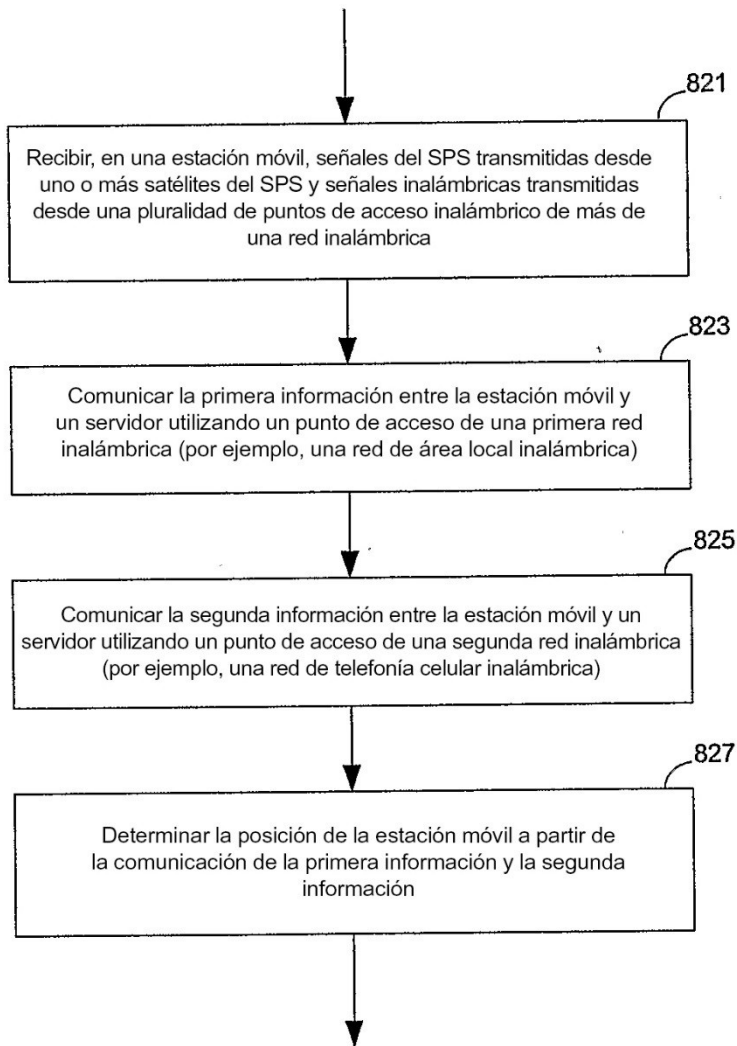 821
Recibir, en una estación móvil, señales del SPS transmitidas desde
uno o más satélites del SPS y señales inalámbricas transmitidas
desde una pluralidad de puntos de acceso inalámbrico de más de
una red inalámbrica
823
Comunicar la primera información entre la estación móvil y
un servidor utilizando un punto de acceso de una primera red
inalámbrica (por ejemplo, una red de área local inalámbrica)
825
Comunicar la segunda información entre la estación móvil y un
servidor utilizando un punto de acceso de una segunda red inalámbrica
(por ejemplo, una red de telefonía celular inalámbrica)
827
Determinar la posición de la estación móvil a partir de
la comunicación de la primera información y la segunda
información